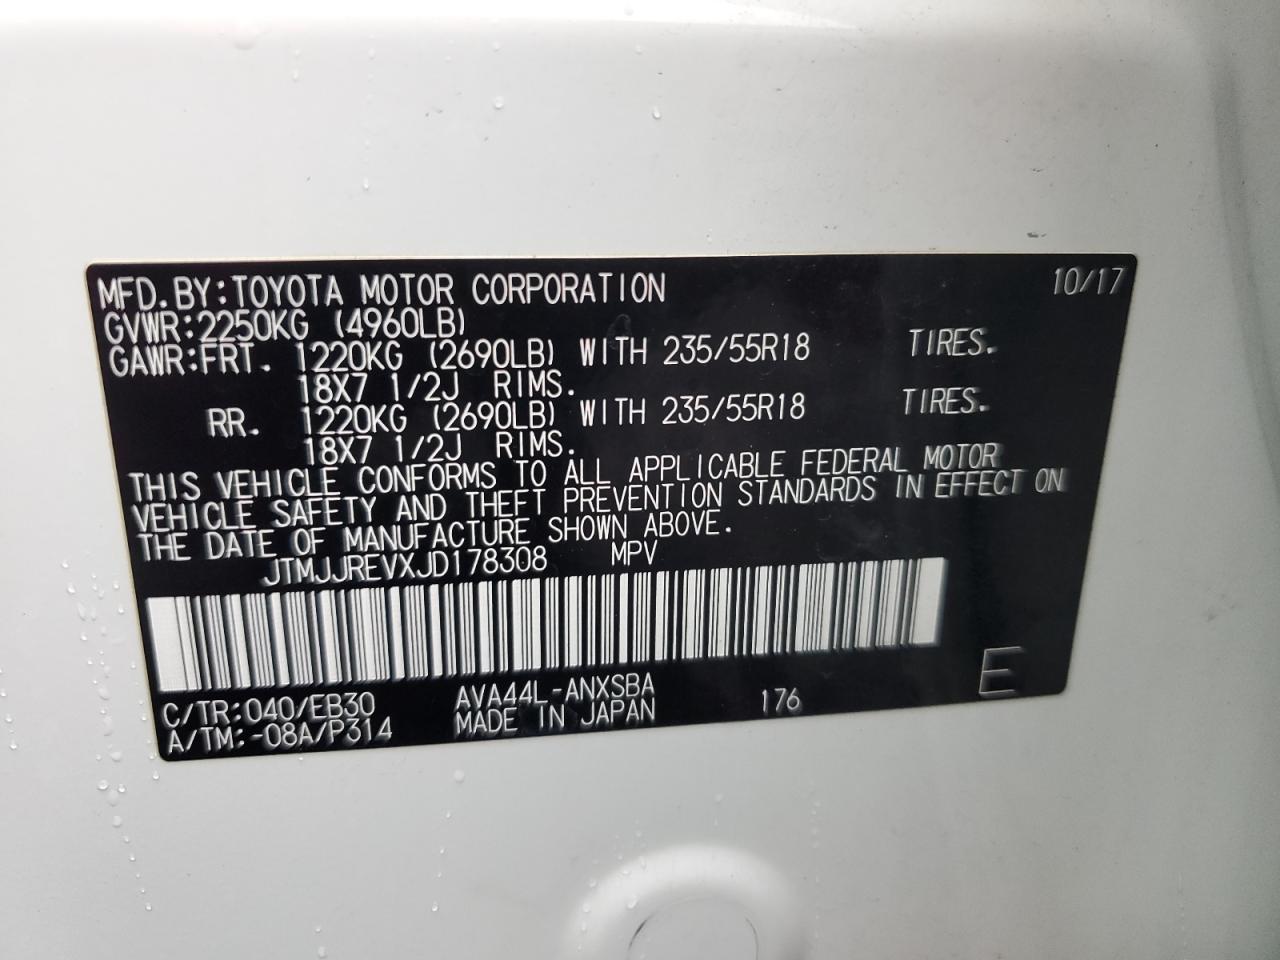 MFD.BY:TOYOTA MOTOR CORPORATION 10/17
GVWR:2250KG (4960LB)
GAWR:FRT. 1220KG (2690LB) WITH 235/55R18 TIRES.
18X7 1/2J RIMS.
RR. 1220KG (2690LB) WITH 235/55R18 TIRES.
18X7 1/2J RIMS.
THIS VEHICLE CONFORMS TO ALL APPLICABLE FEDERAL MOTOR
VEHICLE SAFETY AND THEFT PREVENTION STANDARDS IN EFFECT ON
THE DATE OF MANUFACTURE SHOWN ABOVE.
JTMJJREVXJD178308 MPV
E
C/TR:040/EB30 AVA44L-ANXSBA 176
A/TM:-08A/P314 MADE IN JAPAN